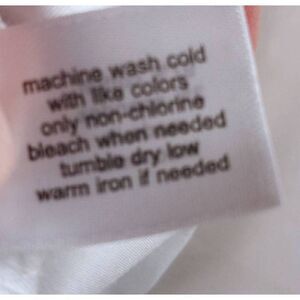 machine wash cold
with like colors
only non-chlorine
bleach when needed
tumble dry low
warm iron if needed